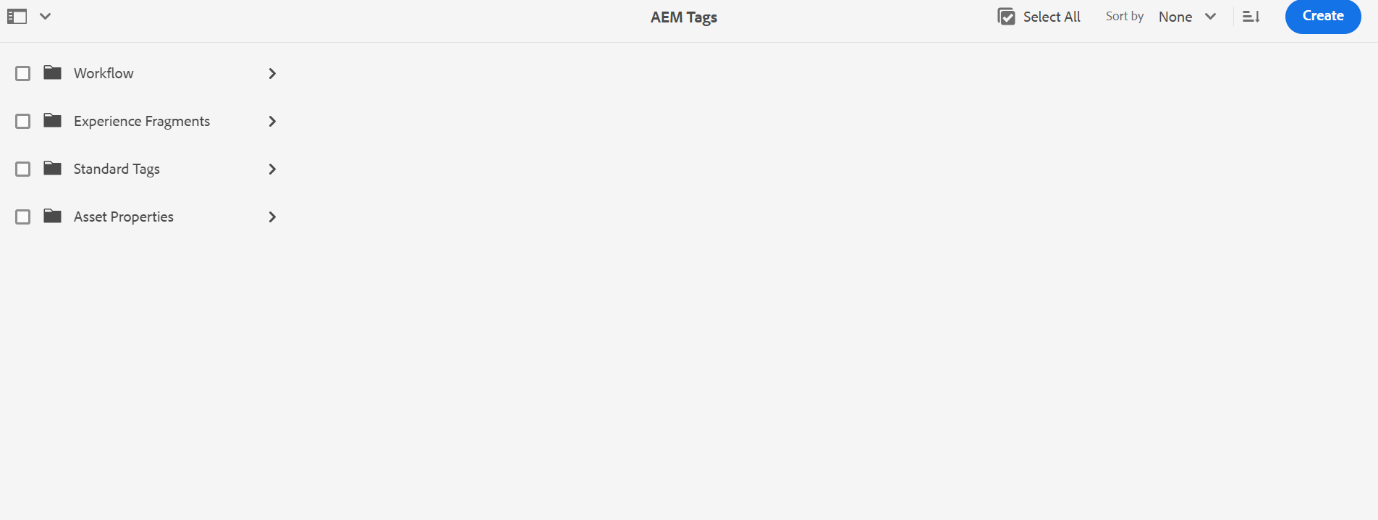 AEM Tags
Select All
Sort by None
Create
Workflow
Experience Fragments
Standard Tags
Asset Properties